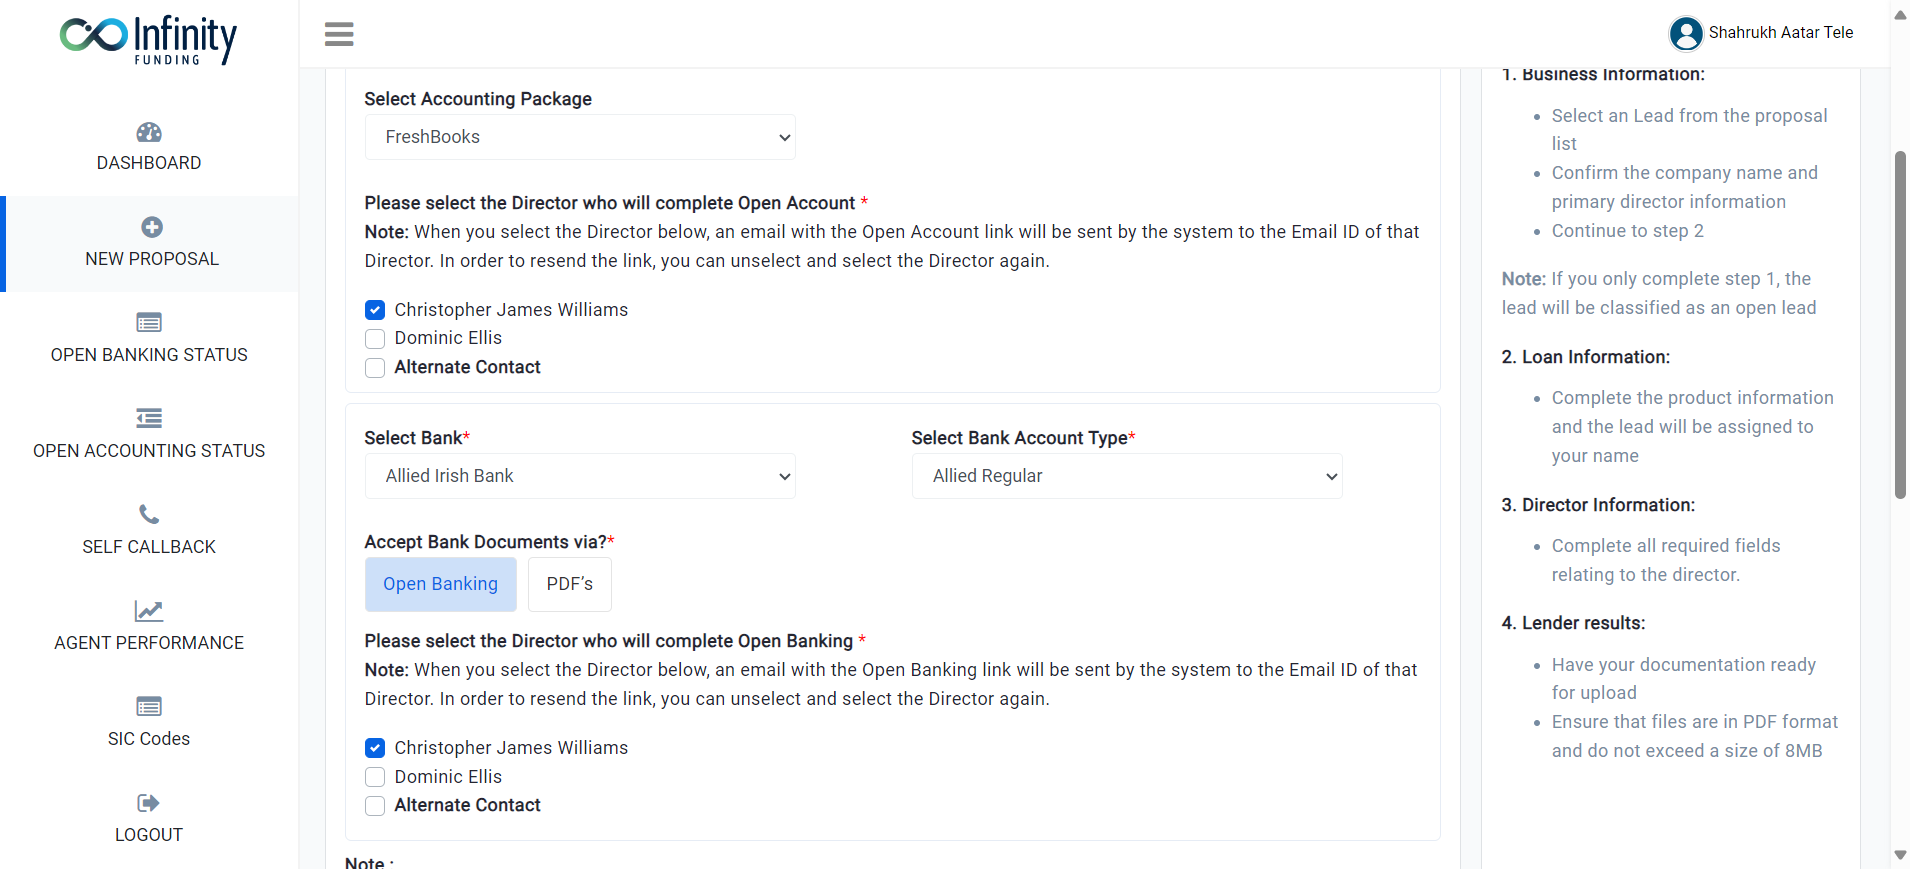 Infinity
FUNDING
DASHBOARD
NEW PROPOSAL
OPEN BANKING STATUS
OPEN ACCOUNTING STATUS
SELF CALLBACK
AGENT PERFORMANCE
SIC Codes
LOGOUT
Shahrukh Aatar Tele
Select Accounting Package
FreshBooks
Please select the Director who will complete Open Account *
Note: When you select the Director below, an email with the Open Account link will be sent by the system to the Email ID of that
Director. In order to resend the link, you can unselect and select the Director again.
Christopher James Williams
Dominic Ellis
Alternate Contact
Select Bank*
Select Bank Account Type*
Allied Irish Bank
Allied Regular
Accept Bank Documents via?*
Open Banking
PDF’s
Please select the Director who will complete Open Banking *
Note: When you select the Director below, an email with the Open Banking link will be sent by the system to the Email ID of that
Director. In order to resend the link, you can unselect and select the Director again.
Christopher James Williams
Dominic Ellis
Alternate Contact
Note :
1. Business Information:
• Select an Lead from the proposal
list
• Confirm the company name and
primary director information
• Continue to step 2
Note: If you only complete step 1, the
lead will be classified as an open lead
2. Loan Information:
• Complete the product information
and the lead will be assigned to
your name
3. Director Information:
• Complete all required fields
relating to the director.
4. Lender results:
• Have your documentation ready
for upload
• Ensure that files are in PDF format
and do not exceed a size of 8MB